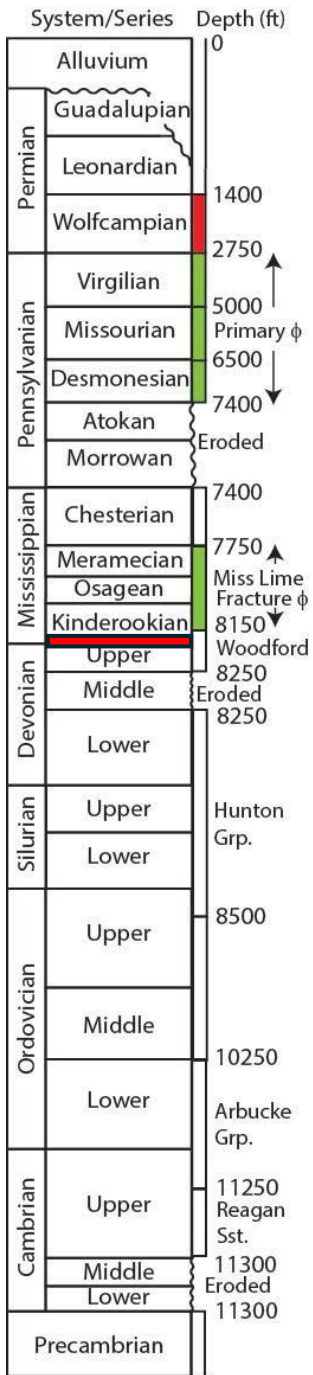 System/Series Depth (ft)
0
Alluvium
Permian
Guadalupian
Leonardian
1400
Wolfcampian
2750
Pennsylvanian
Virgilian
5000
Missourian
Primary ϕ
6500
Desmonesian
7400
Atokan
Eroded
Morrowan
7400
Mississippian
Chesterian
7750
Meramecian
Miss Lime
Osagean
Fracture ϕ
Kinderookian
8150
Woodford
Devonian
Upper
8250
Middle
Eroded
8250
Lower
Silurian
Upper
Hunton
Grp.
Lower
Ordovician
8500
Upper
Middle
10250
Lower
Arbucke
Grp.
Cambrian
Upper
11250
Reagan
Sst.
11300
Middle
Eroded
Lower
11300
Precambrian